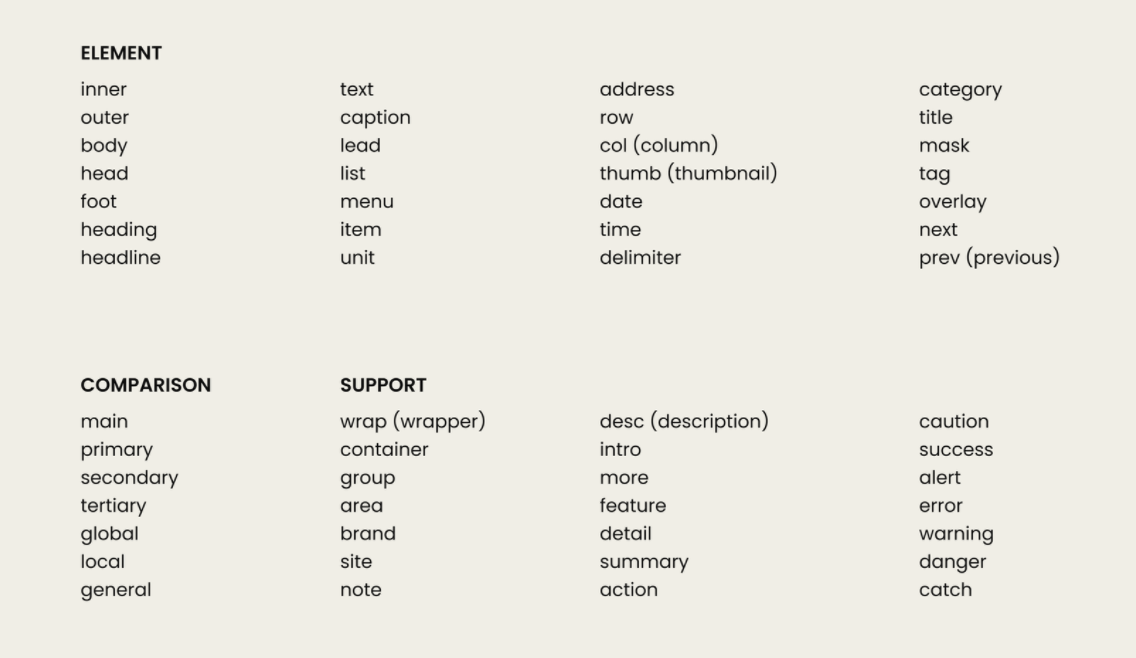 ELEMENT
inner
outer
body
head
foot
heading
headline
text
caption
lead
list
menu
item
unit
address
row
col (column)
thumb (thumbnail)
date
time
delimiter
category
title
mask
tag
overlay
next
prev (previous)
COMPARISON
main
primary
secondary
tertiary
global
local
general
SUPPORT
wrap (wrapper)
container
group
area
brand
site
note
desc (description)
intro
more
feature
detail
summary
action
caution
success
alert
error
warning
danger
catch